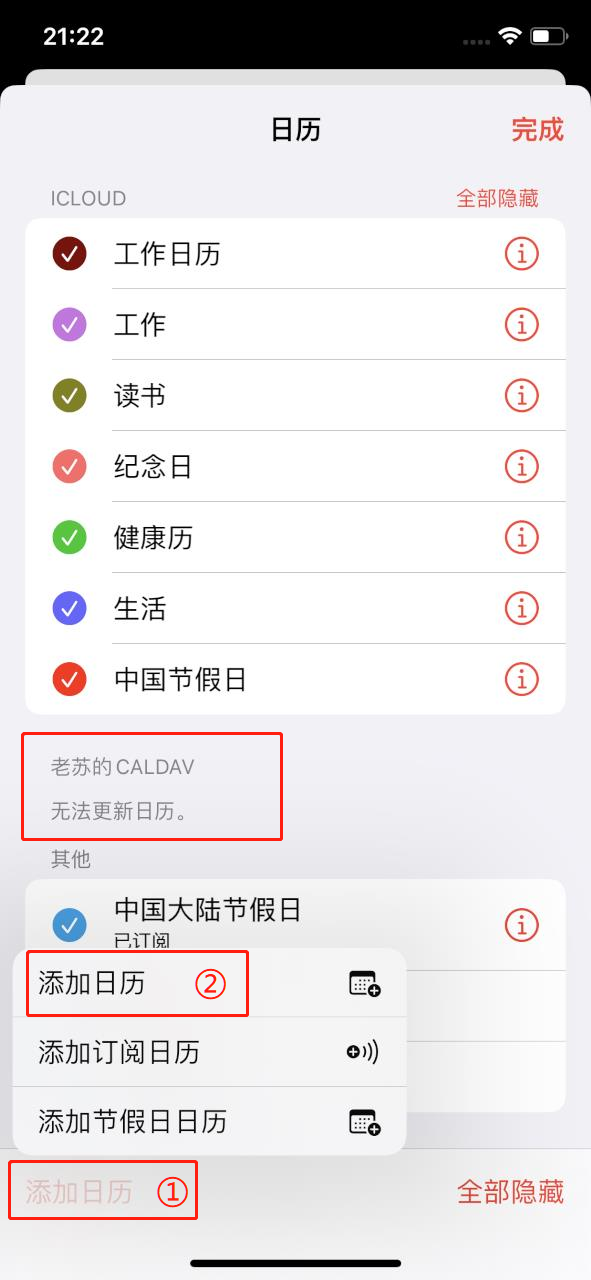 21:22
日历
完成
ICLOUD
全部隐藏
工作日历
工作
读书
纪念日
健康历
生活
中国节假日
老苏的 CALDAV
无法更新日历。
其他
中国大陆节假日
已订阅
添加日历 ②
添加订阅日历
添加节假日日历
添加日历 ①
全部隐藏